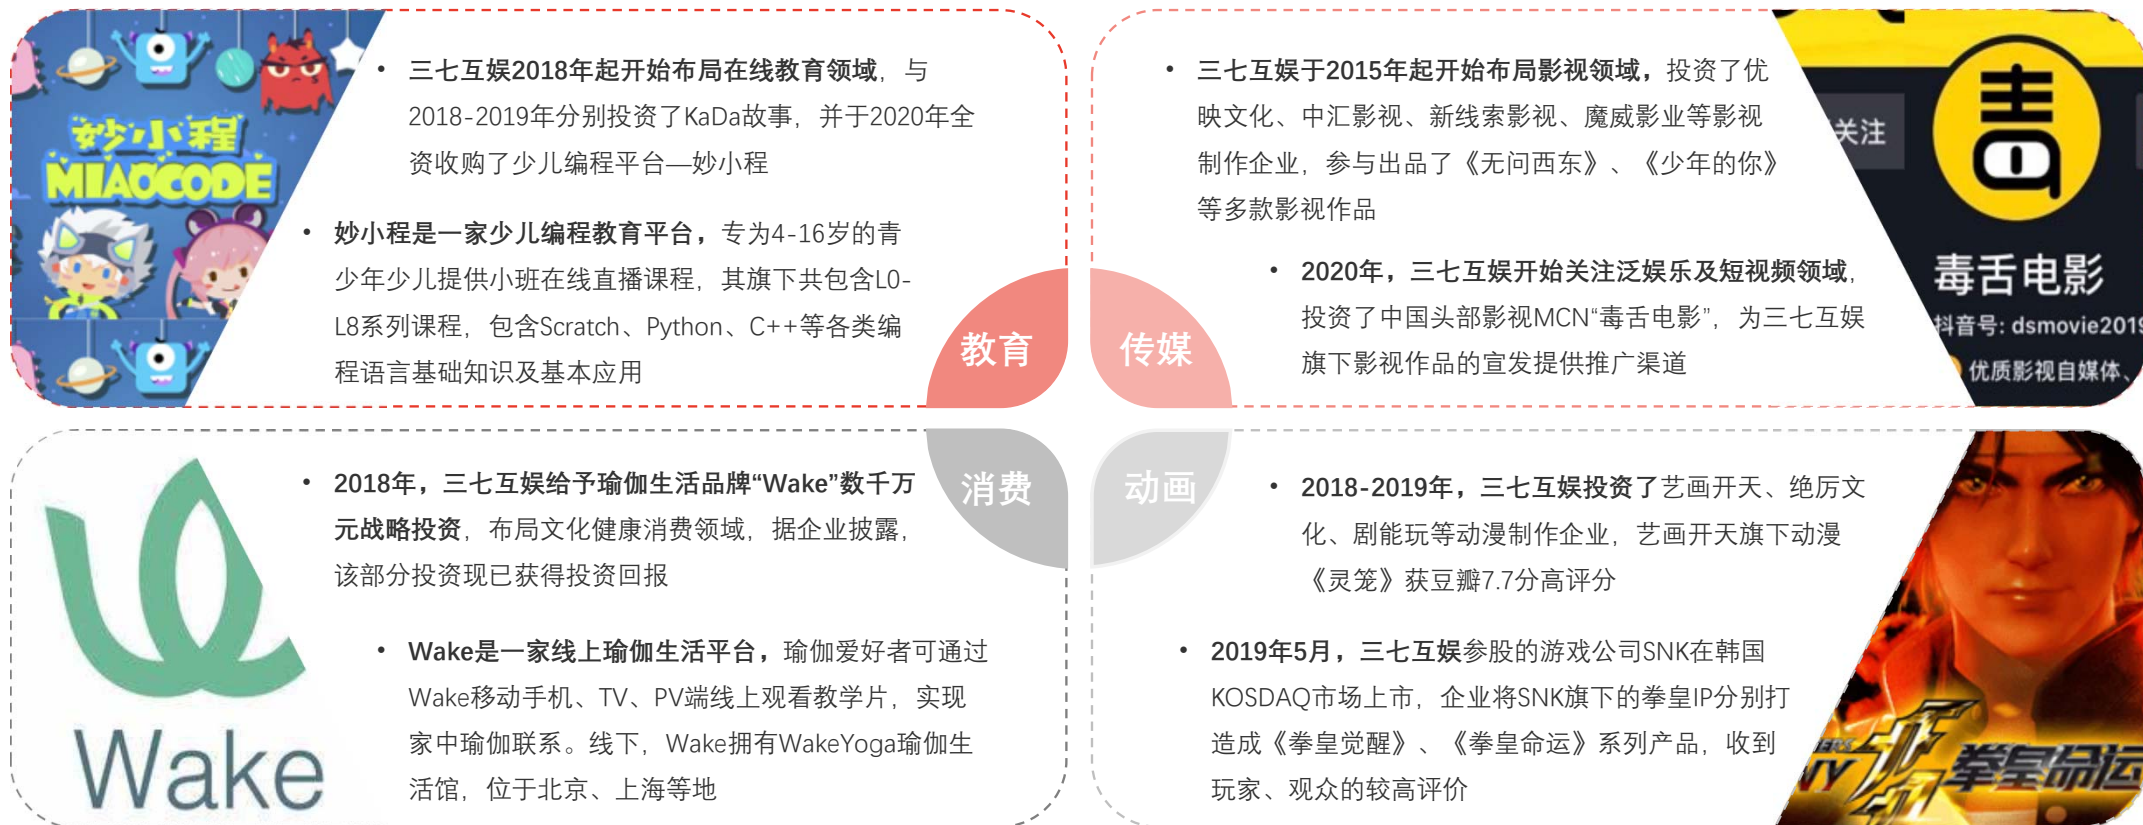 妙小程
MIAOCODE
• 三七互娱2018年起开始布局在线教育领域，与
2018-2019年分别投资了KaDa故事，并于2020年全
资收购了少儿编程平台—妙小程
• 妙小程是一家少儿编程教育平台，专为4-16岁的青
少年少儿提供小班在线直播课程，其旗下共包含L0-
L8系列课程，包含Scratch、Python、C++等各类编
程语言基础知识及基本应用
教育
• 三七互娱于2015年起开始布局影视领域，投资了优
映文化、中汇影视、新线索影视、魔威影业等影视
制作企业，参与出品了《无问西东》、《少年的你》
等多款影视作品
• 2020年，三七互娱开始关注泛娱乐及短视频领域，
投资了中国头部影视MCN“毒舌电影”，为三七互娱
旗下影视作品的宣发提供推广渠道
传媒
关注
毒舌电影
抖音号: dsmovie2019
优质影视自媒体、
消费
• 2018年，三七互娱给予瑜伽生活品牌“Wake”数千万
元战略投资，布局文化健康消费领域，据企业披露，
该部分投资现已获得投资回报
• Wake是一家线上瑜伽生活平台，瑜伽爱好者可通过
Wake移动手机、TV、PV端线上观看教学片，实现
家中瑜伽联系。线下，Wake拥有WakeYoga瑜伽生
活馆，位于北京、上海等地
Wake
动画
• 2018-2019年，三七互娱投资了艺画开天、绝厉文
化、剧能玩等动漫制作企业，艺画开天旗下动漫
《灵笼》获豆瓣7.7分高评分
• 2019年5月，三七互娱参股的游戏公司SNK在韩国
KOSDAQ市场上市，企业将SNK旗下的拳皇IP分别打
造成《拳皇觉醒》、《拳皇命运》系列产品，收到
玩家、观众的较高评价
拳皇命运